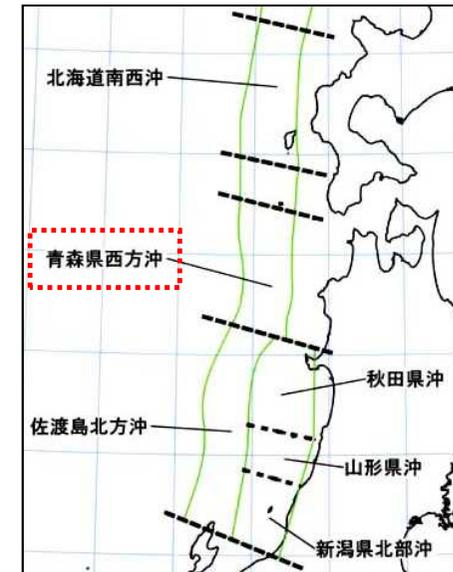 北海道南西沖
青森県西方沖
秋田県沖
佐渡島北方沖
山形県沖
新潟県北部沖